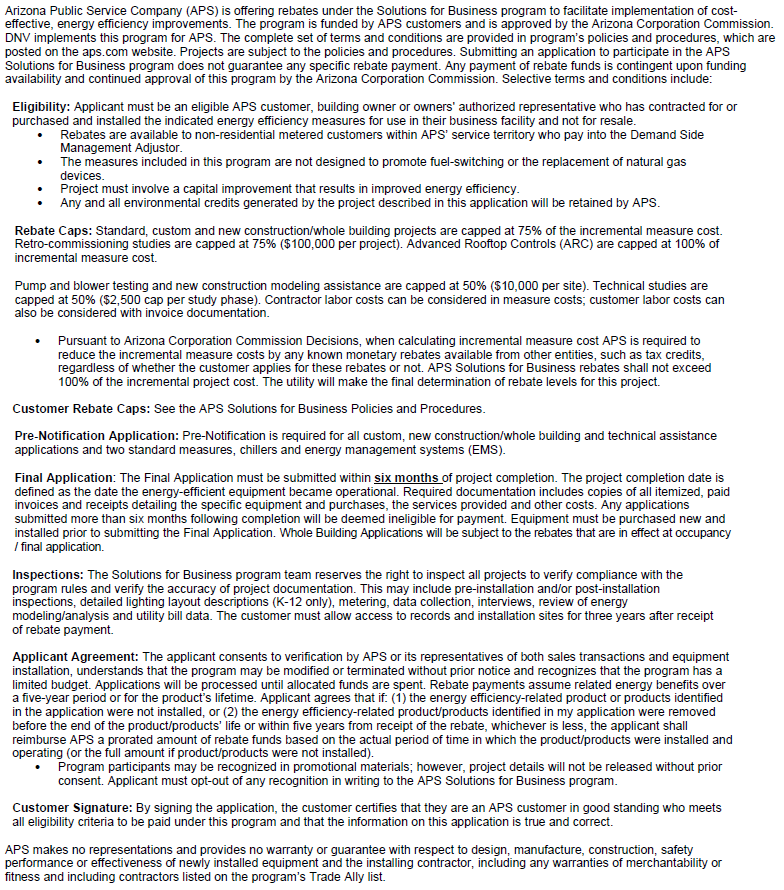 Arizona Public Service Company (APS) is offering rebates under the Solutions for Business program to facilitate implementation of cost-
effective, energy efficiency improvements. The program is funded by APS customers and is approved by the Arizona Corporation Commission.
DNV implements this program for APS. The complete set of terms and conditions are provided in program's policies and procedures, which are
posted on the aps.com website. Projects are subject to the policies and procedures. Submitting an application to participate in the APS
Solutions for Business program does not guarantee any specific rebate payment. Any payment of rebate funds is contingent upon funding
availability and continued approval of this program by the Arizona Corporation Commission. Selective terms and conditions include:
Eligibility: Applicant must be an eligible APS customer, building owner or owners' authorized representative who has contracted for or
purchased and installed the indicated energy efficiency measures for use in their business facility and not for resale.
• Rebates are available to non-residential metered customers within APS' service territory who pay into the Demand Side
Management Adjustor.
• The measures included in this program are not designed to promote fuel-switching or the replacement of natural gas
devices.
• Project must involve a capital improvement that results in improved energy efficiency.
• Any and all environmental credits generated by the project described in this application will be retained by APS.
Rebate Caps: Standard, custom and new construction/whole building projects are capped at 75% of the incremental measure cost.
Retro-commissioning studies are capped at 75% ($100,000 per project). Advanced Rooftop Controls (ARC) are capped at 100% of
incremental measure cost.
Pump and blower testing and new construction modeling assistance are capped at 50% ($10,000 per site). Technical studies are
capped at 50% ($2,500 cap per study phase). Contractor labor costs can be considered in measure costs; customer labor costs can
also be considered with invoice documentation.
• Pursuant to Arizona Corporation Commission Decisions, when calculating incremental measure cost APS is required to
reduce the incremental measure costs by any known monetary rebates available from other entities, such as tax credits,
regardless of whether the customer applies for these rebates or not. APS Solutions for Business rebates shall not exceed
100% of the incremental project cost. The utility will make the final determination of rebate levels for this project.
Customer Rebate Caps: See the APS Solutions for Business Policies and Procedures.
Pre-Notification Application: Pre-Notification is required for all custom, new construction/whole building and technical assistance
applications and two standard measures, chillers and energy management systems (EMS).
Final Application: The Final Application must be submitted within six months of project completion. The project completion date is
defined as the date the energy-efficient equipment became operational. Required documentation includes copies of all itemized, paid
invoices and receipts detailing the specific equipment and purchases, the services provided and other costs. Any applications
submitted more than six months following completion will be deemed ineligible for payment. Equipment must be purchased new and
installed prior to submitting the Final Application. Whole Building Applications will be subject to the rebates that are in effect at occupancy
/ final application.
Inspections: The Solutions for Business program team reserves the right to inspect all projects to verify compliance with the
program rules and verify the accuracy of project documentation. This may include pre-installation and/or post-installation
inspections, detailed lighting layout descriptions (K-12 only), metering, data collection, interviews, review of energy
modeling/analysis and utility bill data. The customer must allow access to records and installation sites for three years after receipt
of rebate payment.
Applicant Agreement: The applicant consents to verification by APS or its representatives of both sales transactions and equipment
installation, understands that the program may be modified or terminated without prior notice and recognizes that the program has a
limited budget. Applications will be processed until allocated funds are spent. Rebate payments assume related energy benefits over
a five-year period or for the product's lifetime. Applicant agrees that if: (1) the energy efficiency-related product or products identified
in the application were not installed, or (2) the energy efficiency-related product/products identified in my application were removed
before the end of the product/products' life or within five years from receipt of the rebate, whichever is less, the applicant shall
reimburse APS a prorated amount of rebate funds based on the actual period of time in which the product/products were installed and
operating (or the full amount if product/products were not installed).
• Program participants may be recognized in promotional materials; however, project details will not be released without prior
consent. Applicant must opt-out of any recognition in writing to the APS Solutions for Business program.
Customer Signature: By signing the application, the customer certifies that they are an APS customer in good standing who meets
all eligibility criteria to be paid under this program and that the information on this application is true and correct.
APS makes no representations and provides no warranty or guarantee with respect to design, manufacture, construction, safety
performance or effectiveness of newly installed equipment and the installing contractor, including any warranties of merchantability or
fitness and including contractors listed on the program's Trade Ally list.